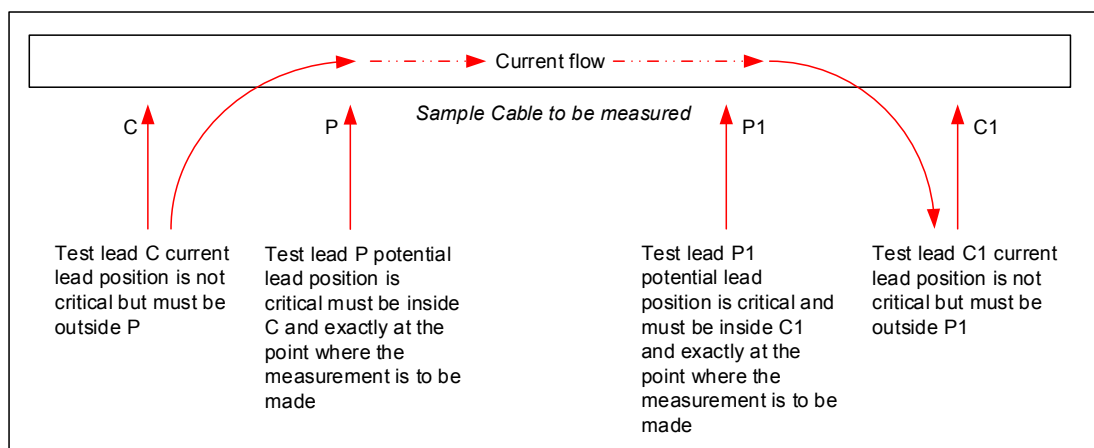 Current flow
Sample Cable to be measured
C
P
P1
C1
Test lead C current
lead position is not
critical but must be
outside P
Test lead P potential
lead position is
critical must be inside
C and exactly at the
point where the
measurement is to be
made
Test lead P1
potential lead
position is critical and
must be inside C1
and exactly at the
point where the
measurement is to be
made
Test lead C1 current
lead position is not
critical but must be
outside P1